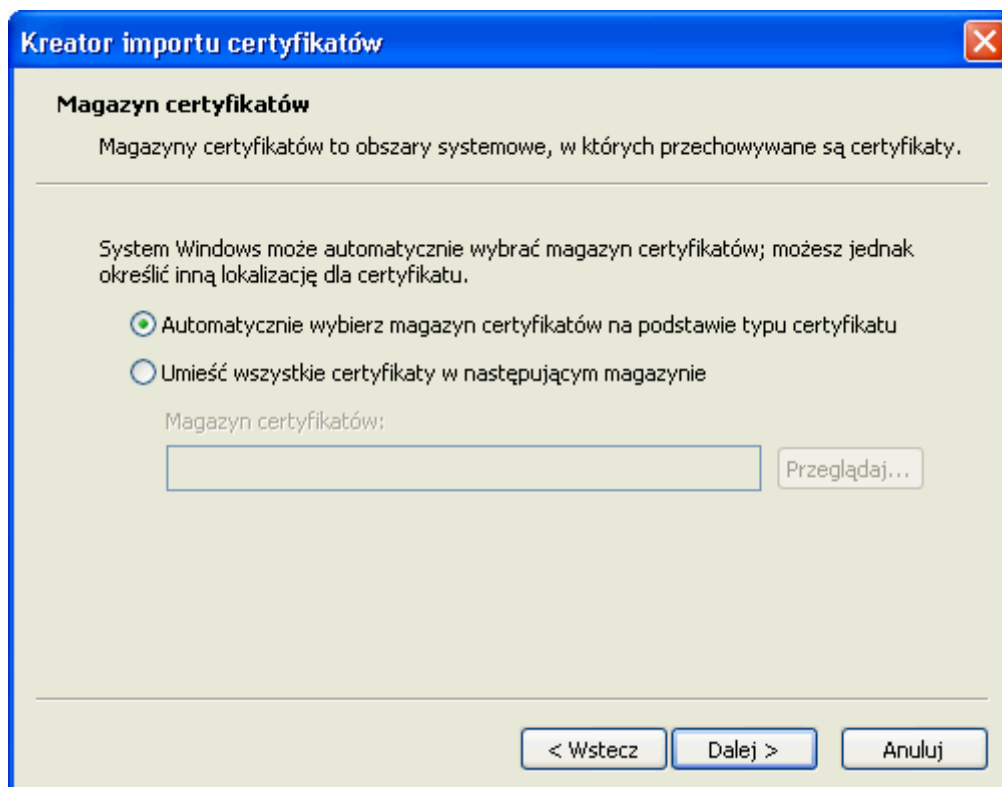 Kreator importu certyfikatów
Magazyn certyfikatów
Magazyny certyfikatów to obszary systemowe, w których przechowywane są certyfikaty.
System Windows może automatycznie wybrać magazyn certyfikatów; możesz jednak
określić inną lokalizację dla certyfikatu.
Automatycznie wybierz magazyn certyfikatów na podstawie typu certyfikatu
Umieść wszystkie certyfikaty w następującym magazynie
Magazyn certyfikatów:
Przeglądaj...
< Wstecz
Dalej >
Anuluj